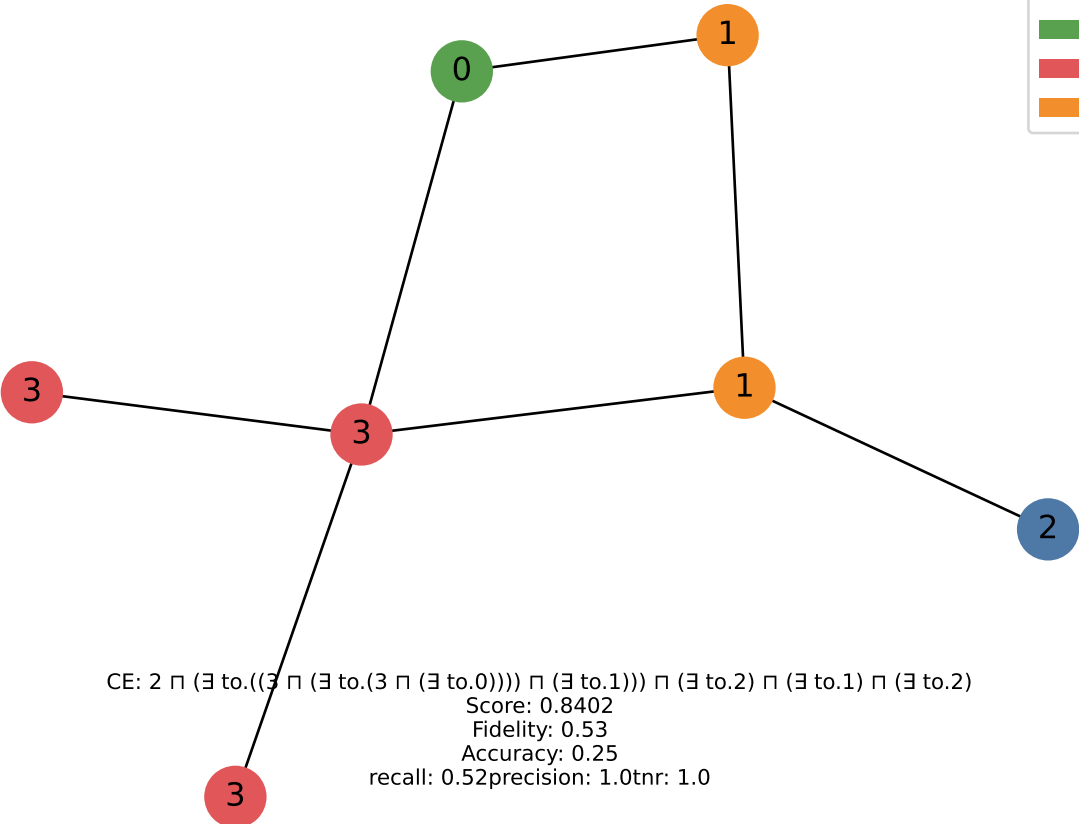 1
0
3
1
3
2
CE: 2 ⊓ (∃ to.((3 ⊓ (∃ to.(3 ⊓ (∃ to.0)))) ⊓ (∃ to.1))) ⊓ (∃ to.2) ⊓ (∃ to.1) ⊓ (∃ to.2)
Score: 0.8402
Fidelity: 0.53
Accuracy: 0.25
recall: 0.52precision: 1.0tnr: 1.0
3